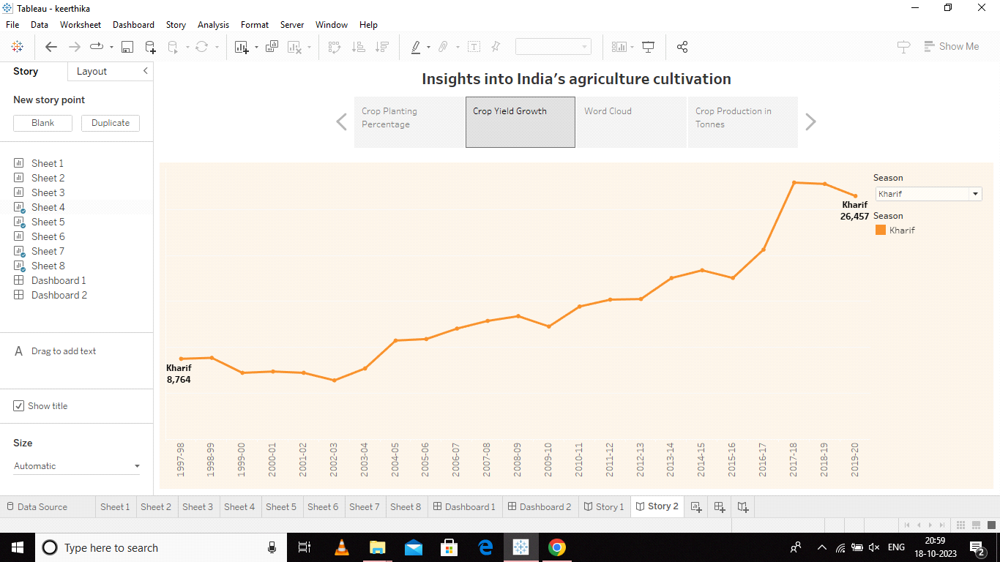 Tableau - keerthika
File Data Worksheet Dashboard Story Analysis Format Server Window Help
Show Me
Story Layout
New story point
Blank Duplicate
Sheet 1
Sheet 2
Sheet 3
Sheet 4
Sheet 5
Sheet 6
Sheet 7
Sheet 8
Dashboard 1
Dashboard 2
A Drag to add text
Show title
Size
Automatic
Insights into India's agriculture cultivation
Crop Planting
Percentage
Crop Yield Growth
Word Cloud
Crop Production in
Tonnes
Season
Kharif
Season
Kharif
Kharif
26,457
Kharif
8,764
1997-98
1998-99
1999-00
2000-01
2001-02
2002-03
2003-04
2004-05
2005-06
2006-07
2007-08
2008-09
2009-10
2010-11
2011-12
2012-13
2013-14
2014-15
2015-16
2016-17
2017-18
2018-19
2019-20
Data Source Sheet 1 Sheet 2 Sheet 3 Sheet 4 Sheet 5 Sheet 6 Sheet 7 Sheet 8 Dashboard 1 Dashboard 2 Story 1 Story 2
Type here to search
ENG
20:59
18-10-2023
2